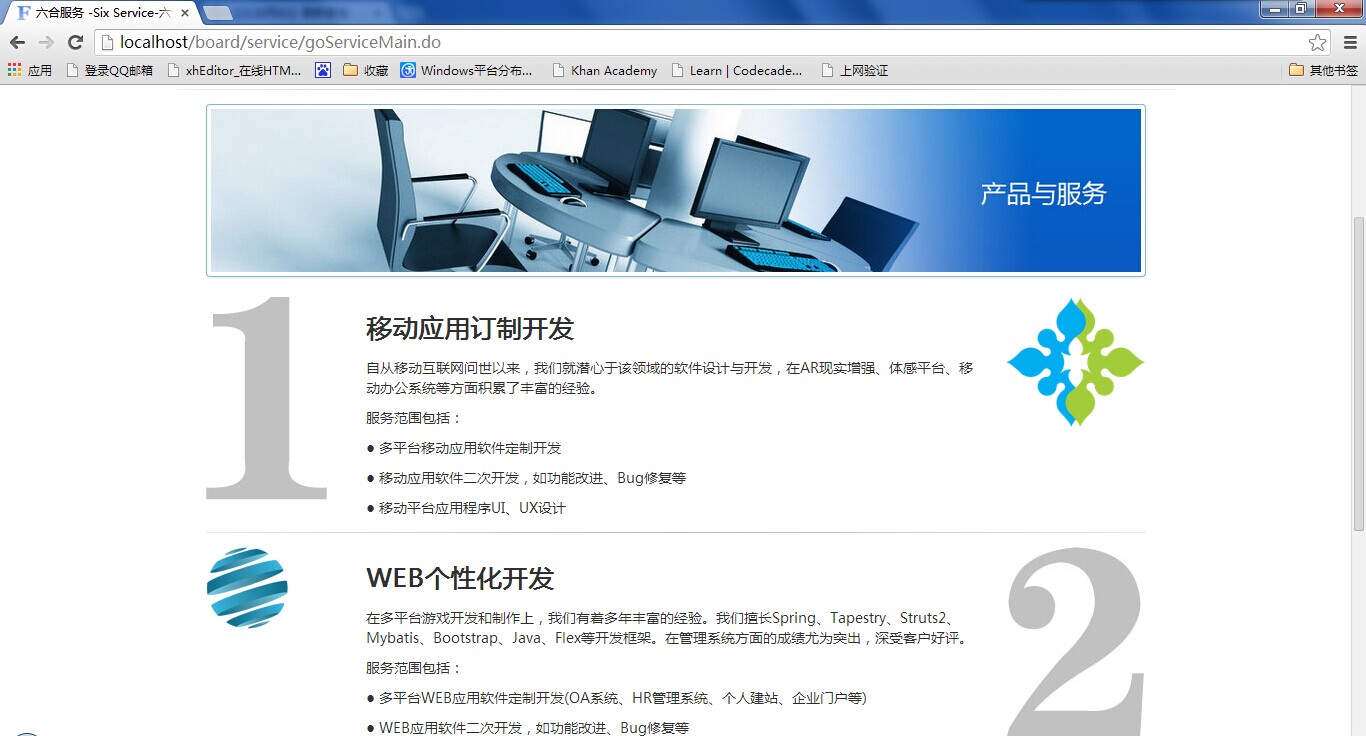 六合服务 -Six Service-六
localhost/board/service/goServiceMain.do
应用 登录QQ邮箱 xhEditor_在线HTM... 收藏 Windows平台分布... Khan Academy Learn | Codecade... 上网验证 其他书签
产品与服务
1
移动应用订制开发
自从移动互联网问世以来，我们就潜心于该领域的软件设计与开发，在AR现实增强、体感平台、移
动办公系统等方面积累了丰富的经验。
服务范围包括：
● 多平台移动应用软件定制开发
● 移动应用软件二次开发，如功能改进、Bug修复等
● 移动平台应用程序UI、UX设计
2
WEB个性化开发
在多平台游戏开发和制作上，我们有着多年丰富的经验。我们擅长Spring、Tapestry、Struts2、
Mybatis、Bootstrap、Java、Flex等开发框架。在管理系统方面的成绩尤为突出，深受客户好评。
服务范围包括：
● 多平台WEB应用软件定制开发(OA系统、HR管理系统、个人建站、企业门户等)
● WEB应用软件二次开发，如功能改进、Bug修复等